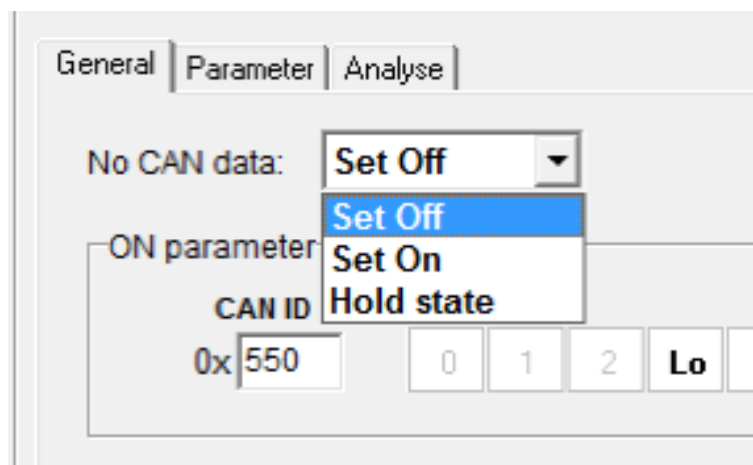 General Parameter Analyse
No CAN data: Set Off
Set Off
ON parameter Set On
CAN ID Hold state
0x 550 0 1 2 Lo